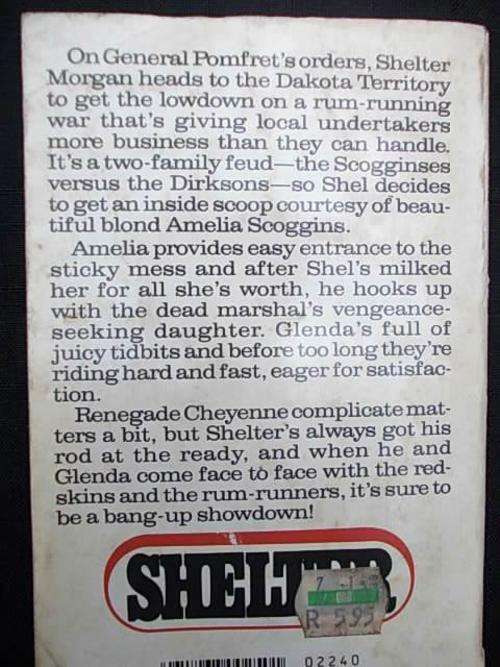 On General Pomfret's orders, Shelter
Morgan heads to the Dakota Territory
to get the lowdown on a rum-running
war that's giving local undertakers
more business than they can handle.
It's a two-family feud—the Scogginses
versus the Dirksons—so Shel decides
to get an inside scoop courtesy of beau-
tiful blond Amelia Scoggins.
Amelia provides easy entrance to the
sticky mess and after Shel's milked
her for all she's worth, he hooks up
with the dead marshal's vengeance-
seeking daughter. Glenda's full of
juicy tidbits and before too long they're
riding hard and fast, eager for satisfac-
tion.
Renegade Cheyenne complicate mat-
ters a bit, but Shelter's always got his
rod at the ready, and when he and
Glenda come face to face with the red-
skins and the rum-runners, it's sure to
be a bang-up showdown!
SHELTER
R 5.95
02240